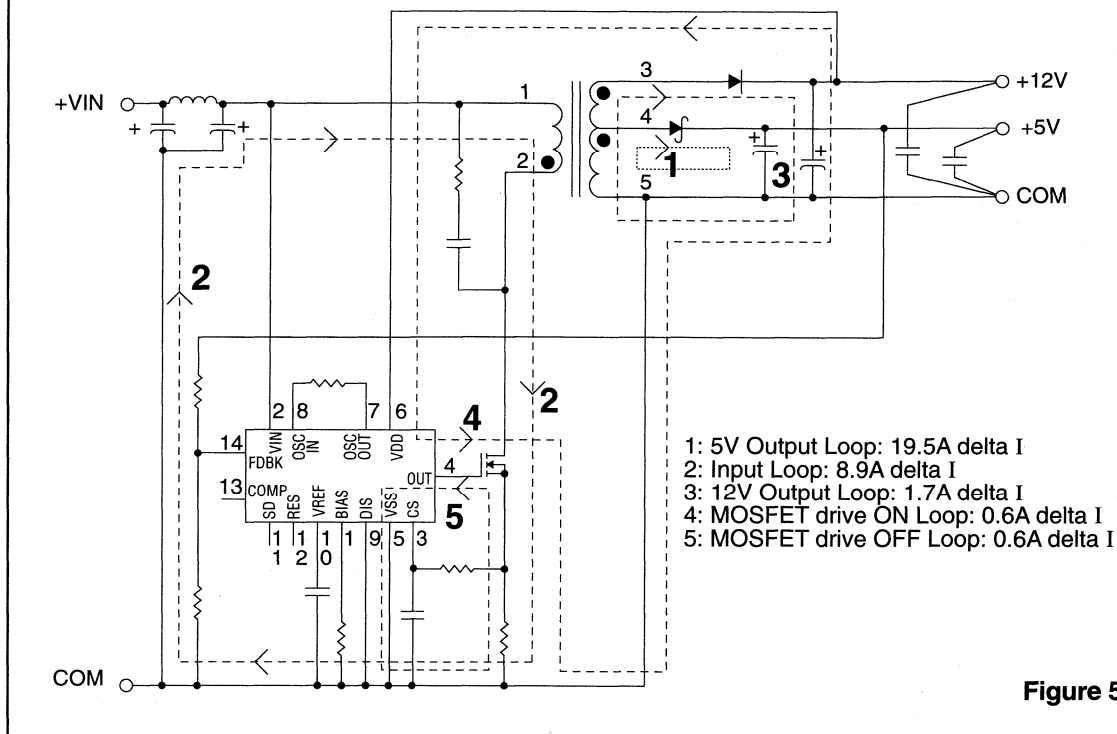 3
+12V
1
+VIN
+
+
4
+5V
+
+
2
1
3
5
COM
2
2
2
8
7
6
4
14
VIN
OSC IN
OSC OUT
VDD
FDBK
4
OUT
13
COMP
5
SD
RES
VREF
BIAS
DIS
VSS
CS
1 1
1 2
1 0
1
9
5
3
1: 5V Output Loop: 19.5A delta I
2: Input Loop: 8.9A delta I
3: 12V Output Loop: 1.7A delta I
4: MOSFET drive ON Loop: 0.6A delta I
5: MOSFET drive OFF Loop: 0.6A delta I
COM
Figure 5